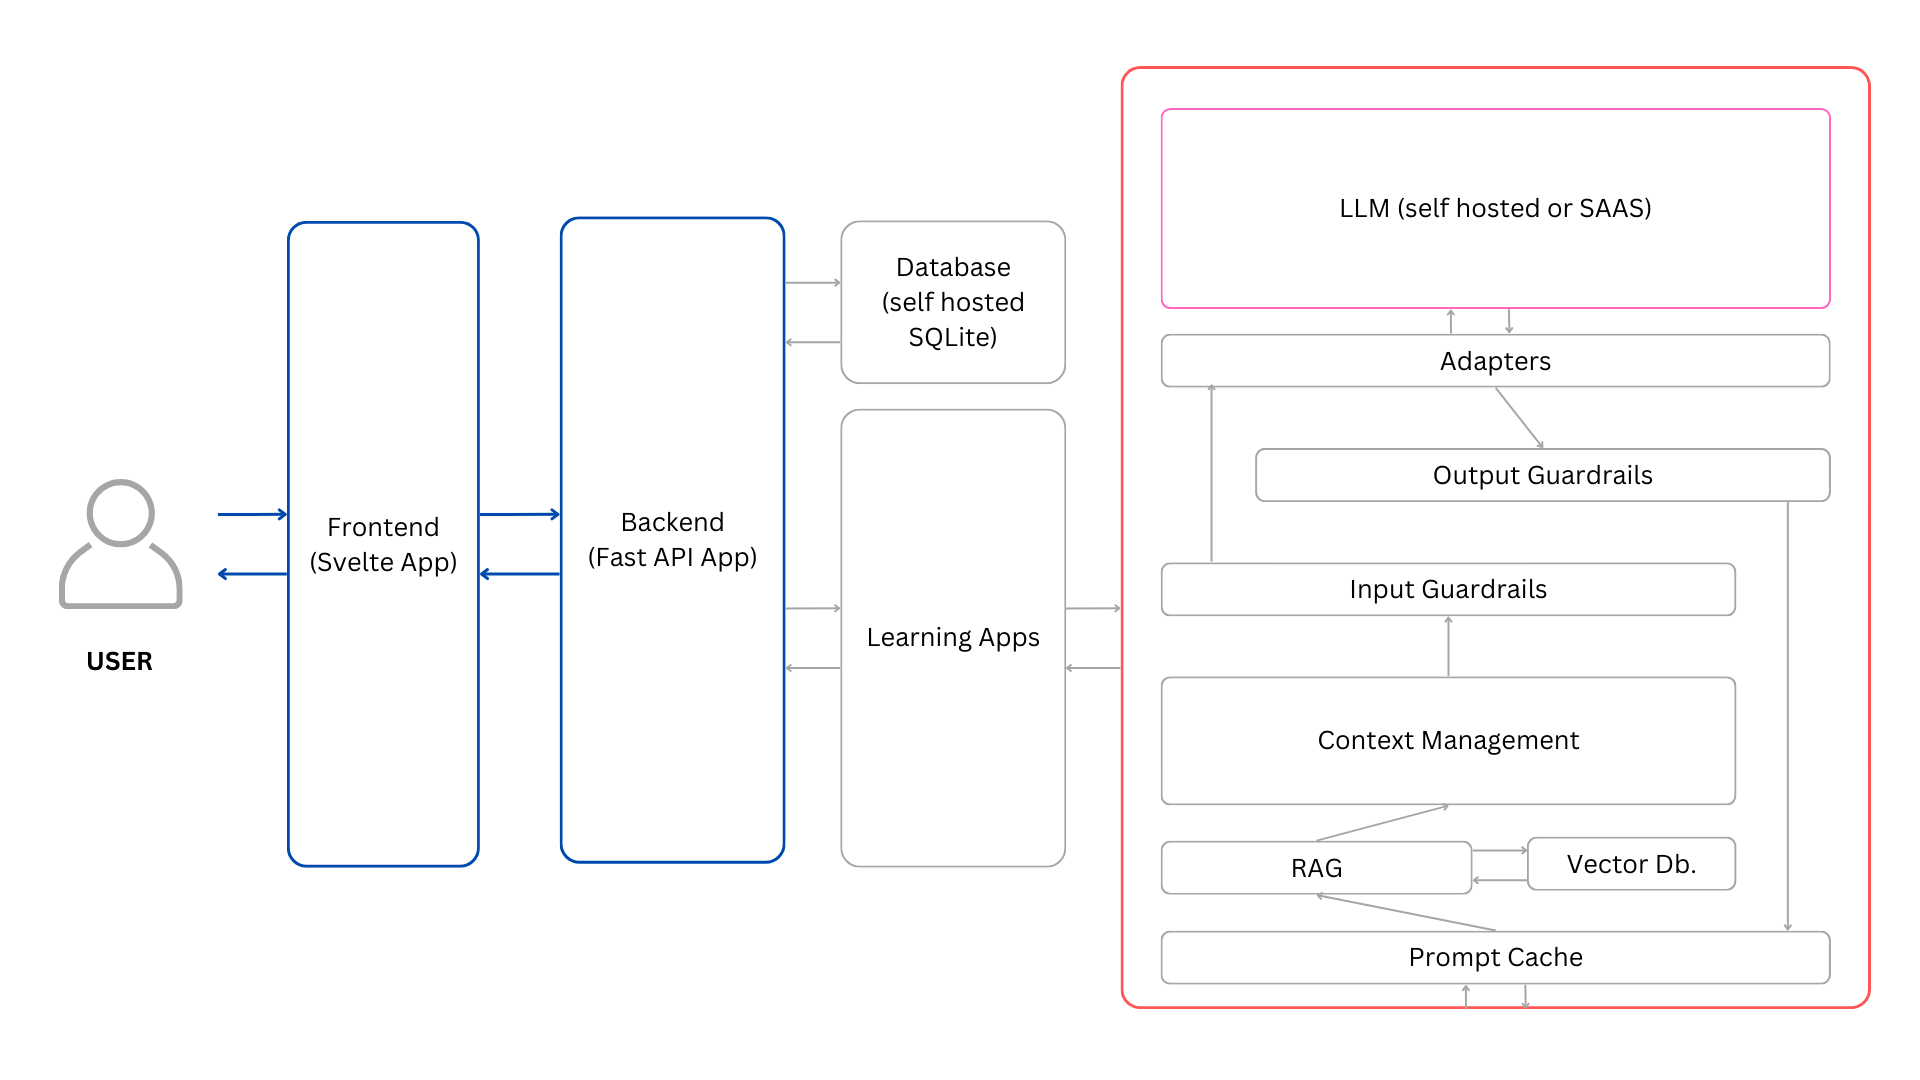 USER
Frontend
(Svelte App)
Backend
(Fast API App)
Database
(self hosted
SQLite)
Learning Apps
LLM (self hosted or SAAS)
Adapters
Output Guardrails
Input Guardrails
Context Management
RAG
Vector Db.
Prompt Cache